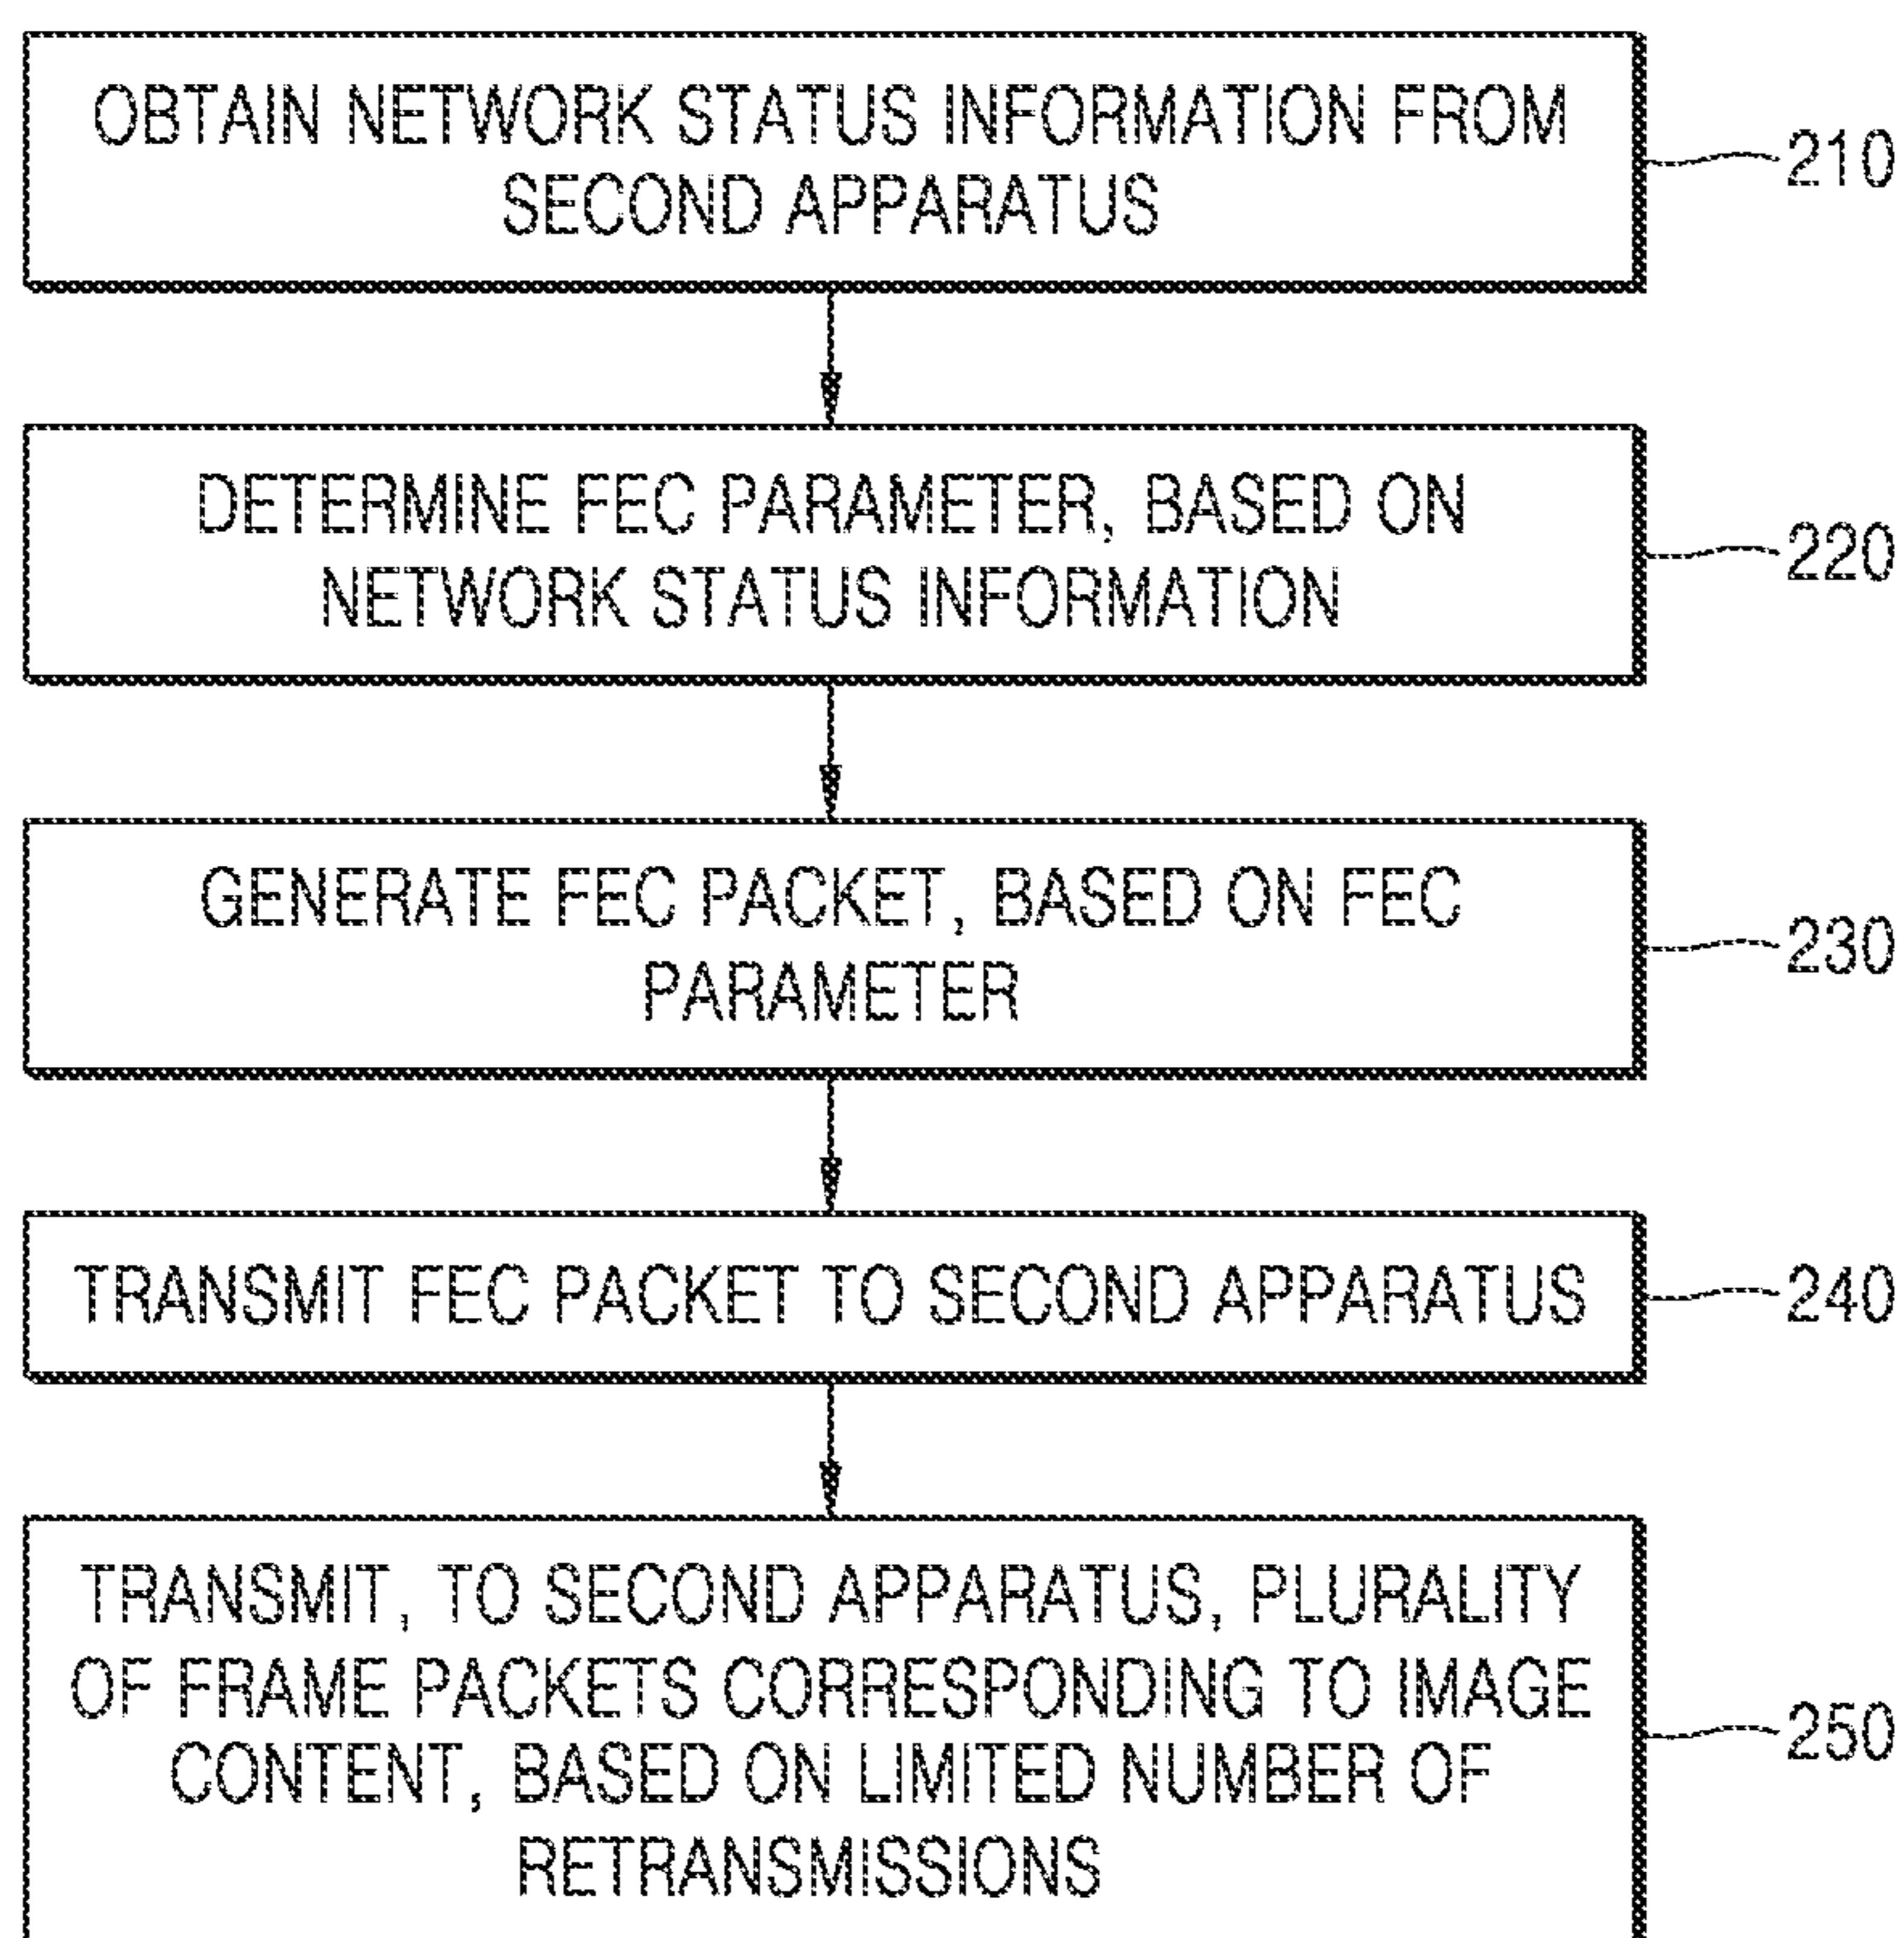 OBTAIN NETWORK STATUS INFORMATION FROM
SECOND APPARATUS
210
DETERMINE FEC PARAMETER, BASED ON
NETWORK STATUS INFORMATION
220
GENERATE FEC PACKET, BASED ON FEC
PARAMETER
230
TRANSMIT FEC PACKET TO SECOND APPARATUS
240
TRANSMIT, TO SECOND APPARATUS, PLURALITY
OF FRAME PACKETS CORRESPONDING TO IMAGE
CONTENT, BASED ON LIMITED NUMBER OF
RETRANSMISSIONS
250